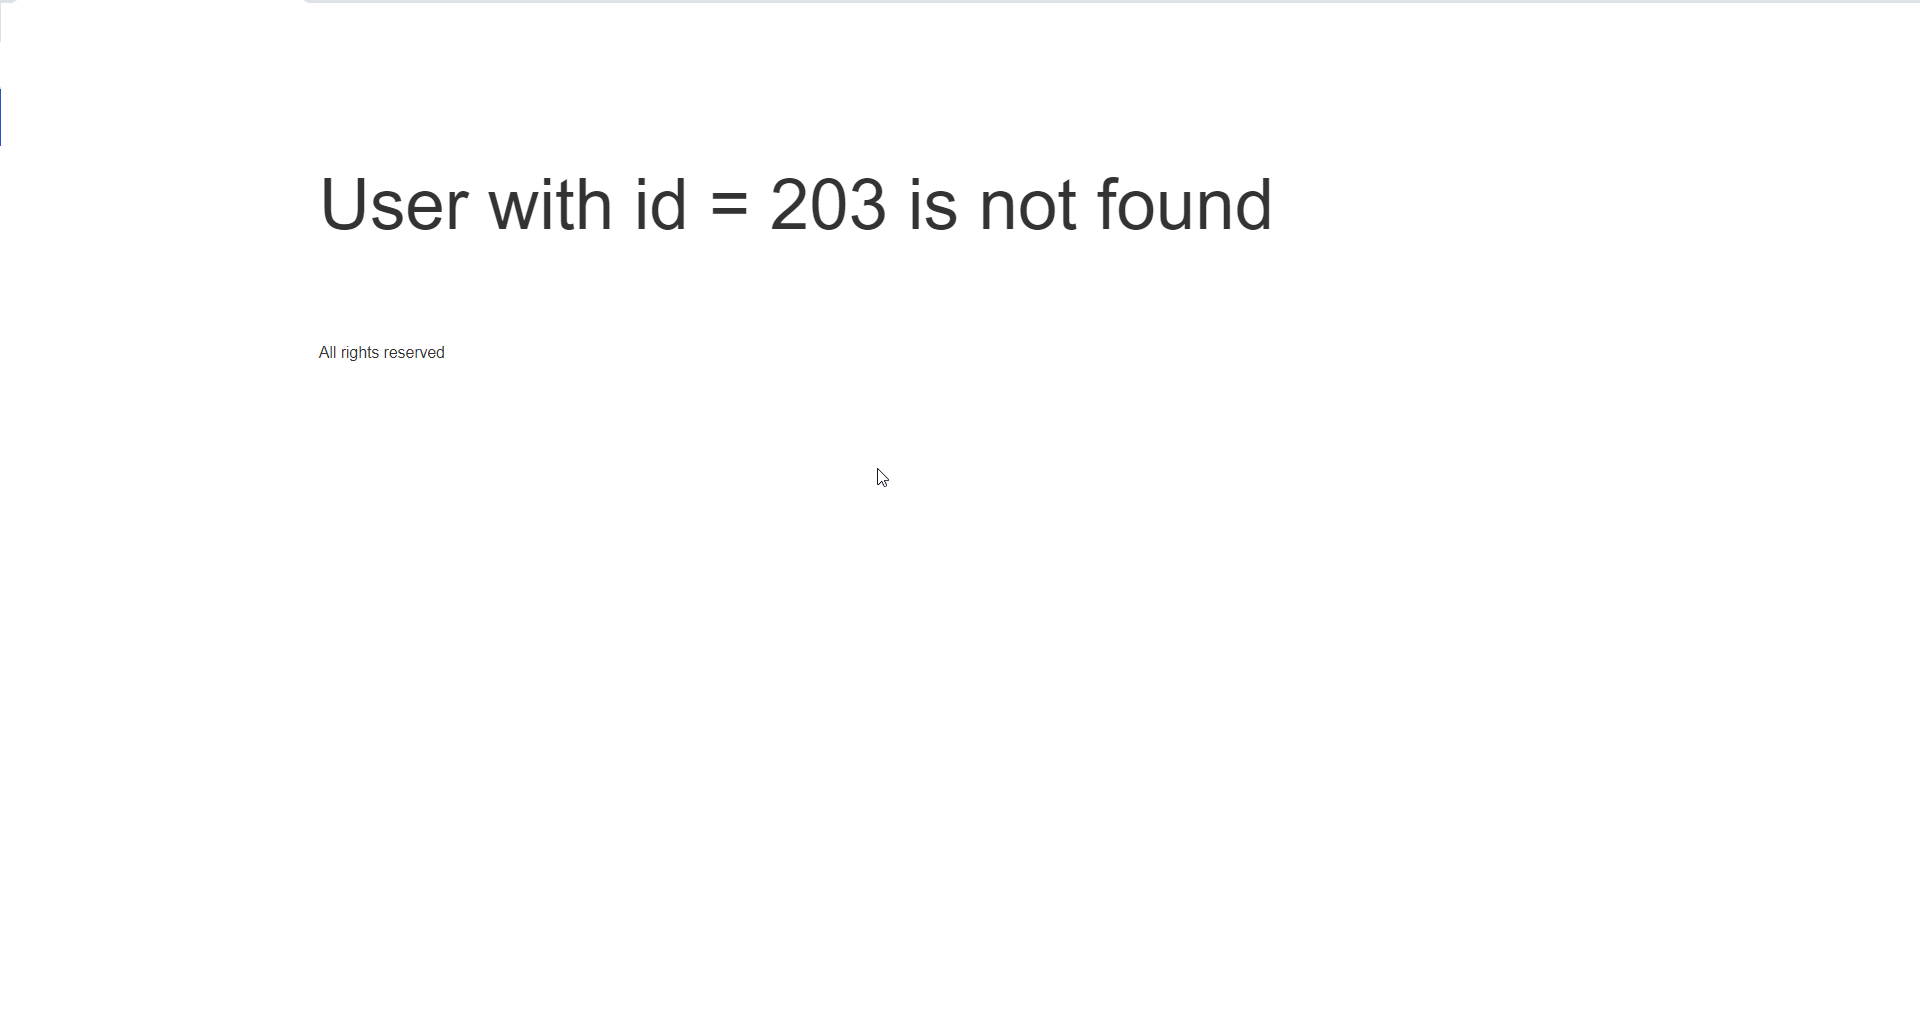 User with id = 203 is not found
All rights reserved